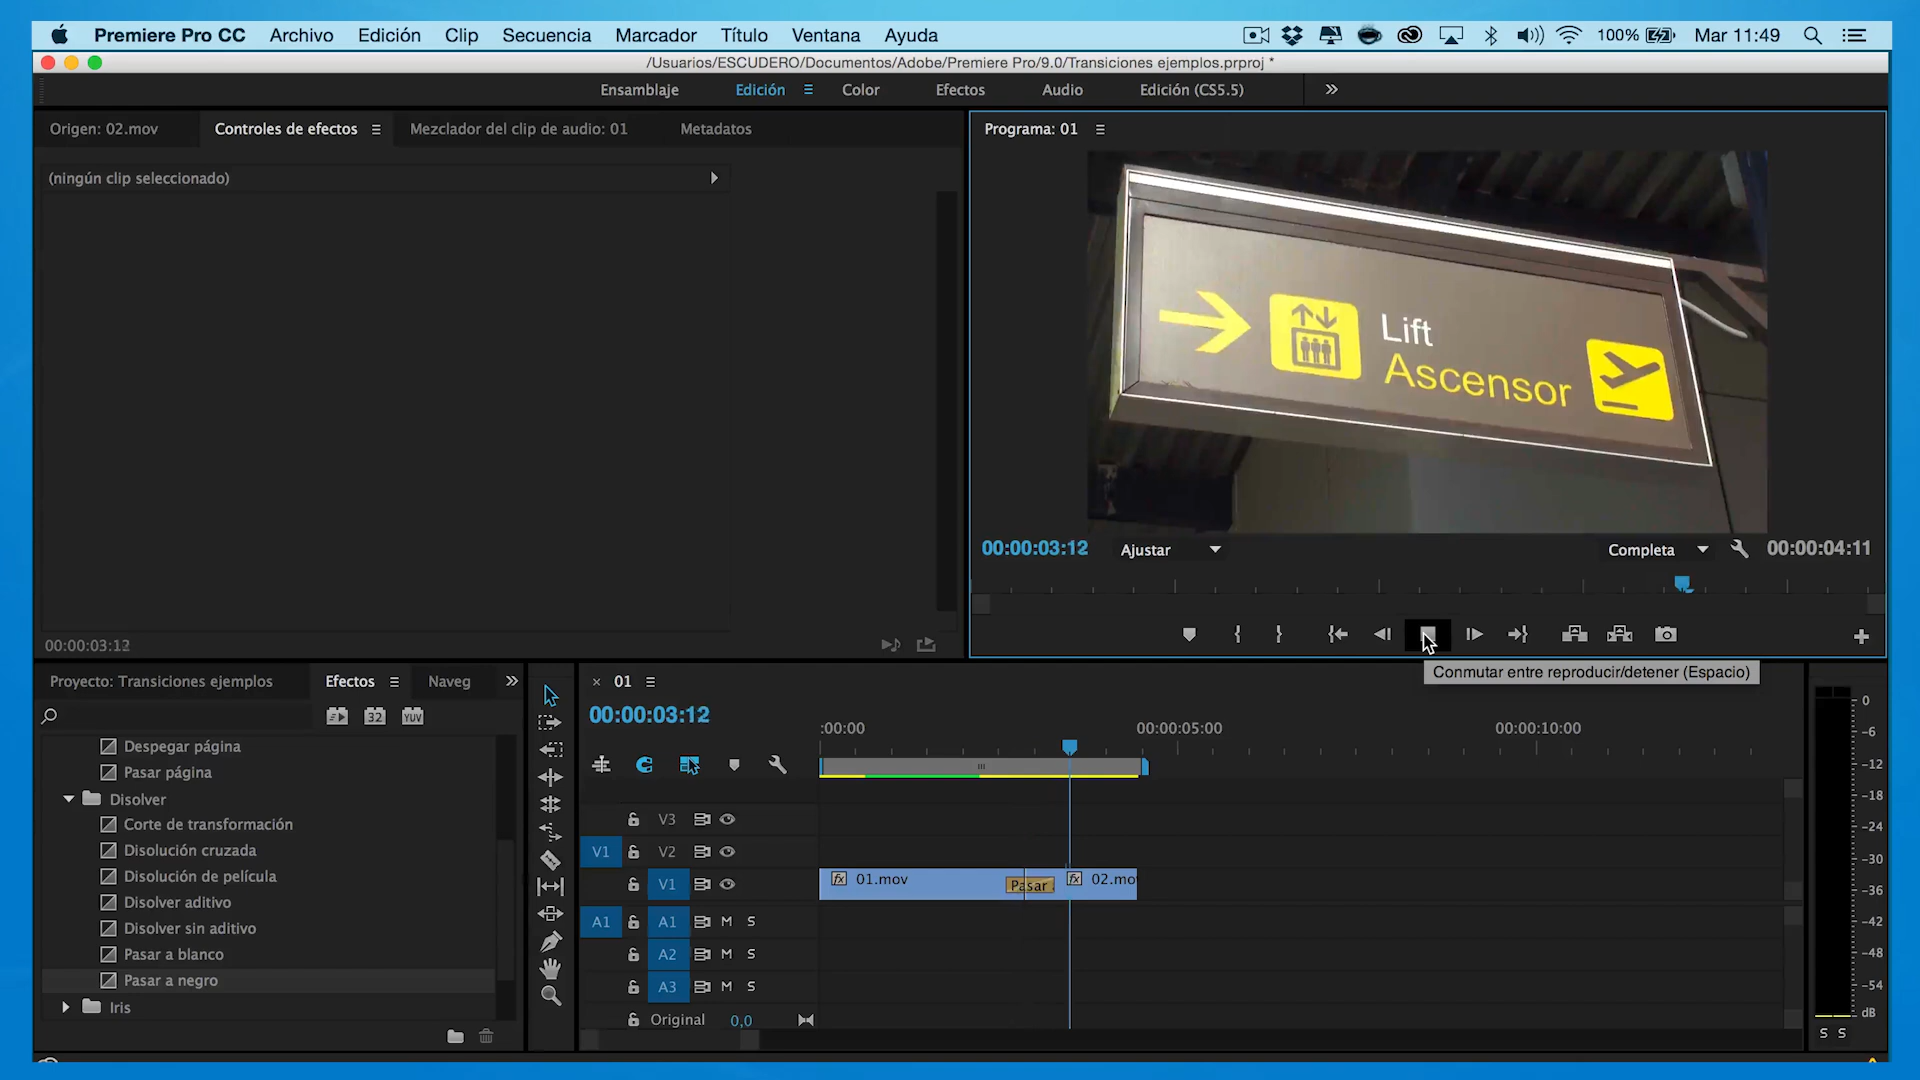 Premiere Pro CC Archivo Edición Clip Secuencia Marcador Título Ventana Ayuda 100% Mar 11:49
/Usuarios/ESCUDERO/Documentos/Adobe/Premiere Pro/9.0/Transiciones ejemplos.prproj *
Ensamblaje Edición Color Efectos Audio Edición (CS5.5)
Origen: 02.mov Controles de efectos Mezclador del clip de audio: 01 Metadatos
(ningún clip seleccionado)
00:00:03:12
Programa: 01
Lift
Ascensor
00:00:03:12 Ajustar Completa 00:00:04:11
Conmutar entre reproducir/detener (Espacio)
Proyecto: Transiciones ejemplos Efectos Naveg
32 YUV
Despegar página
Pasar página
Disolver
Corte de transformación
Disolución cruzada
Disolución de película
Disolver aditivo
Disolver sin aditivo
Pasar a blanco
Pasar a negro
Iris
× 01
00:00:03:12
:00:00 00:00:05:00 00:00:10:00
V3
V1 V2
V1 fx 01.mov Pasar fx 02.mo
A1 A1 M S
A2 M S
A3 M S
Original 0,0
0
-6
-12
-18
-24
-30
-36
-42
-48
-54
dB
S S